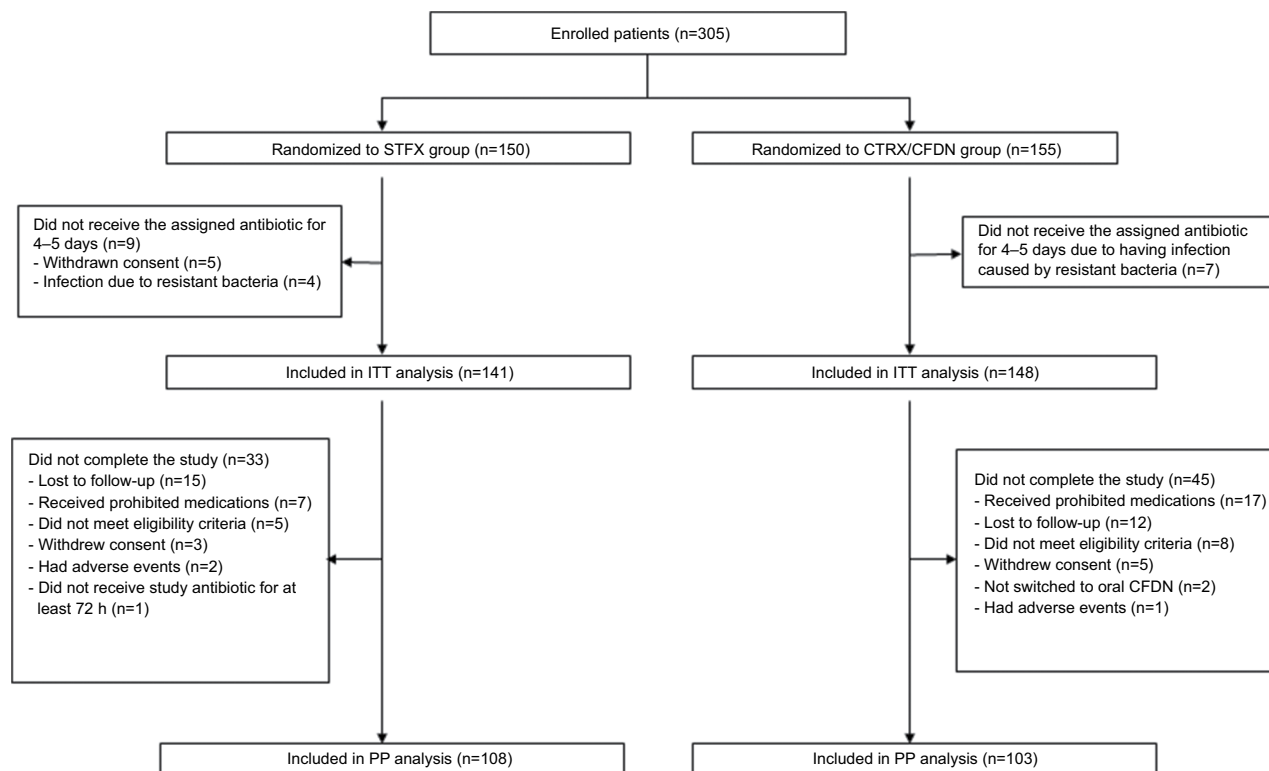 Enrolled patients (n=305)
Randomized to STFX group (n=150)
Randomized to CTRX/CFDN group (n=155)
Did not receive the assigned antibiotic for
4–5 days (n=9)
- Withdrawn consent (n=5)
- Infection due to resistant bacteria (n=4)
Did not receive the assigned antibiotic
for 4–5 days due to having infection
caused by resistant bacteria (n=7)
Included in ITT analysis (n=141)
Included in ITT analysis (n=148)
Did not complete the study (n=33)
- Lost to follow-up (n=15)
- Received prohibited medications (n=7)
- Did not meet eligibility criteria (n=5)
- Withdrew consent (n=3)
- Had adverse events (n=2)
- Did not receive study antibiotic for at
least 72 h (n=1)
Did not complete the study (n=45)
- Received prohibited medications (n=17)
- Lost to follow-up (n=12)
- Did not meet eligibility criteria (n=8)
- Withdrew consent (n=5)
- Not switched to oral CFDN (n=2)
- Had adverse events (n=1)
Included in PP analysis (n=108)
Included in PP analysis (n=103)